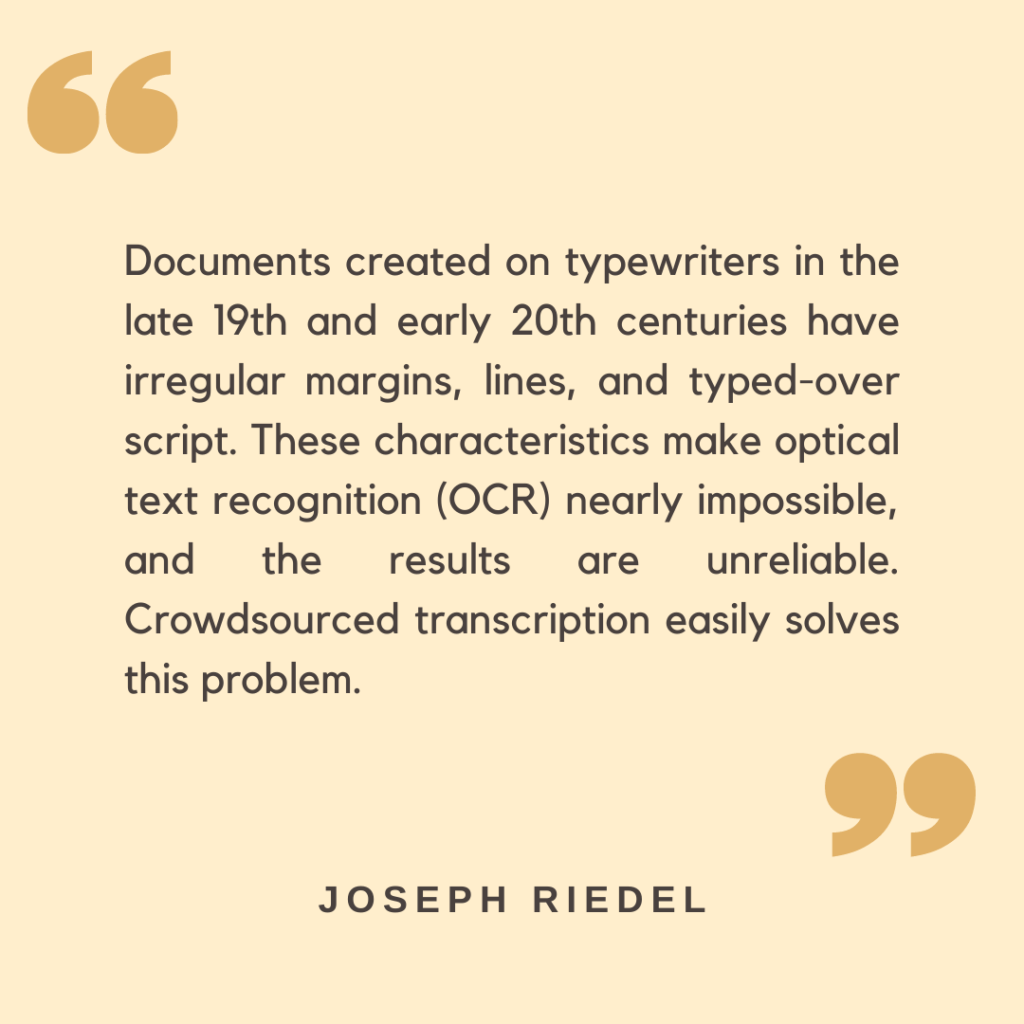 “
Documents created on typewriters in the
late 19th and early 20th centuries have
irregular margins, lines, and typed-over
script. These characteristics make optical
text recognition (OCR) nearly impossible,
and the results are unreliable.
Crowdsourced transcription easily solves
this problem.
”
JOSEPH RIEDEL